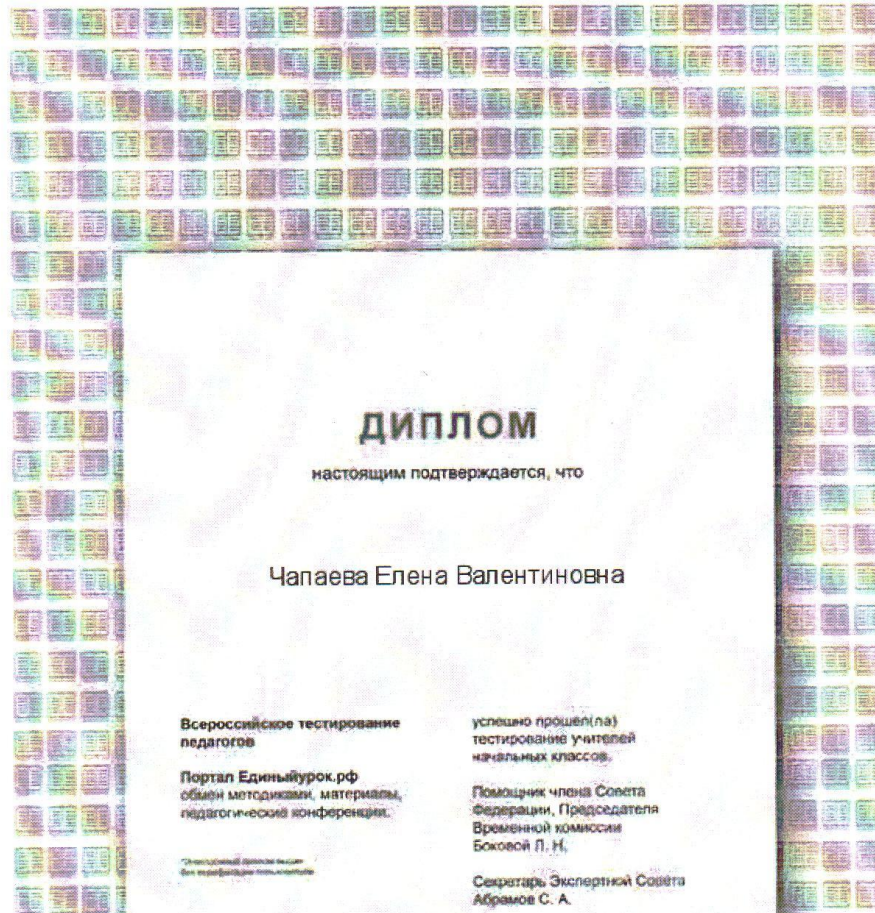 ДИПЛОМ
настоящим подтверждается, что
Чапаева Елена Валентиновна
Всероссийское тестирование
педагогов
Портал Единыйурок.рф
обмен методиками, материалы,
педагогические конференции.
успешно прошел(ла)
тестирование учителей
начальных классов.
Помощник члена Совета
Федерации, Председателя
Временной комиссии
Боковой Л. Н.
Секретарь Экспертной Совета
Абрамов С. А.